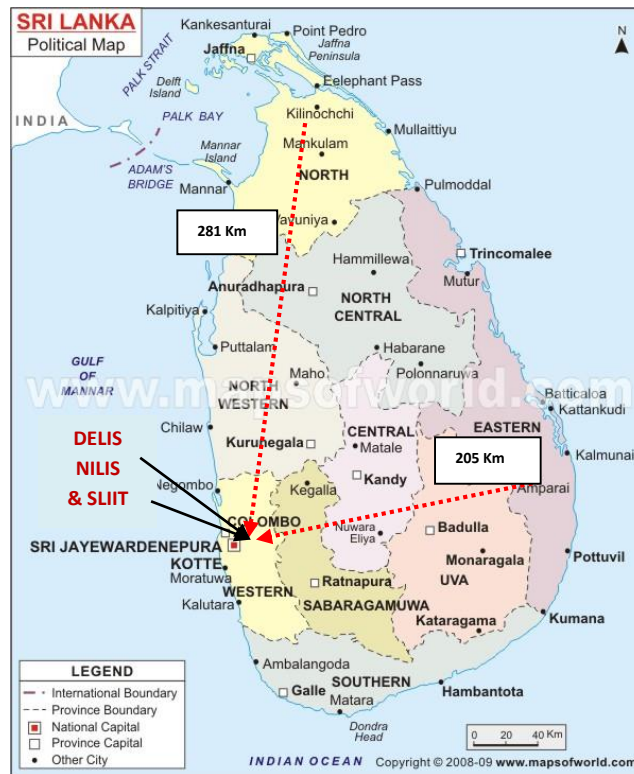 SRI LANKA
Political Map
Kankesanturai
Point Pedro
Jaffna
Jaffna
Peninsula
PALK STRAIT
Delft
Island
Eelephant Pass
INDIA
Kilinochchi
PALK BAY
Mullaittiyu
Mankulam
Mannar
Island
NORTH
ADAM'S
BRIDGE
Mannar
Pulmoddal
281 Km
Vavuniya
Trincomalee
Hammillewa
Mutur
Anuradhapura
NORTH
CENTRAL
Kalpitiya
Habarane
Puttalam
Polonnaruwa
GULF
OF
MANNAR
Maho
www.mapsofworld.com
NORTH
WESTERN
Batticaloa
Kattankudi
Chilaw
CENTRAL
EASTERN
DELIS
NILIS
& SLIIT
Kurunegala
Matale
205 Km
Kalmunai
Kandy
Negombo
Kegalla
Amparai
COLOMBO
Nuwara
Eliya
Badulla
SRI JAYEWARDENEPURA
KOTTE
Monaragala
Pottuvil
Moratuwa
UVA
WESTERN
Ratnapura
Kalutara
SABARAGAMUWA
Kumana
Kataragama
LEGEND
International Boundary
Province Boundary
National Capital
Province Capital
Other City
Ambalangoda
SOUTHERN
Hambantota
Galle
Matara
Dondra
Head
0 20 40 Km
INDIAN OCEAN
Copyright © 2008-09 www.mapsofworld.com